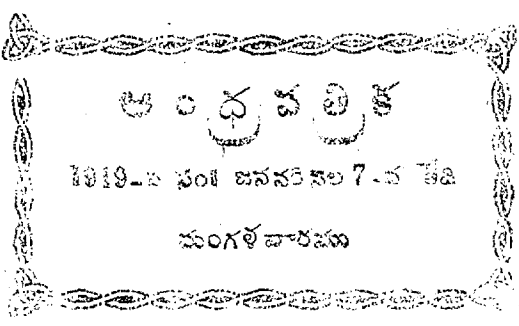 ఆంధ్రపత్రిక
1919-వ సం॥ జనవరి నెల 7-వ తేది
మంగళవారము